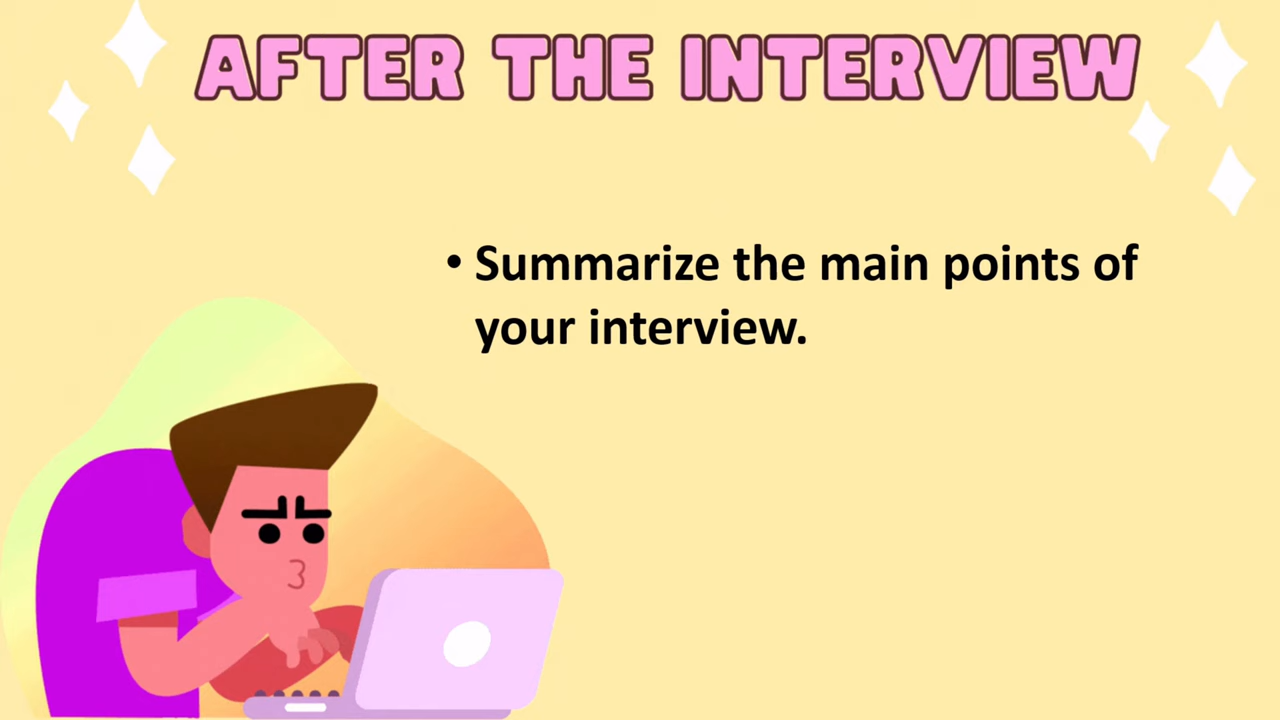 AFTER THE INTERVIEW
• Summarize the main points of
your interview.